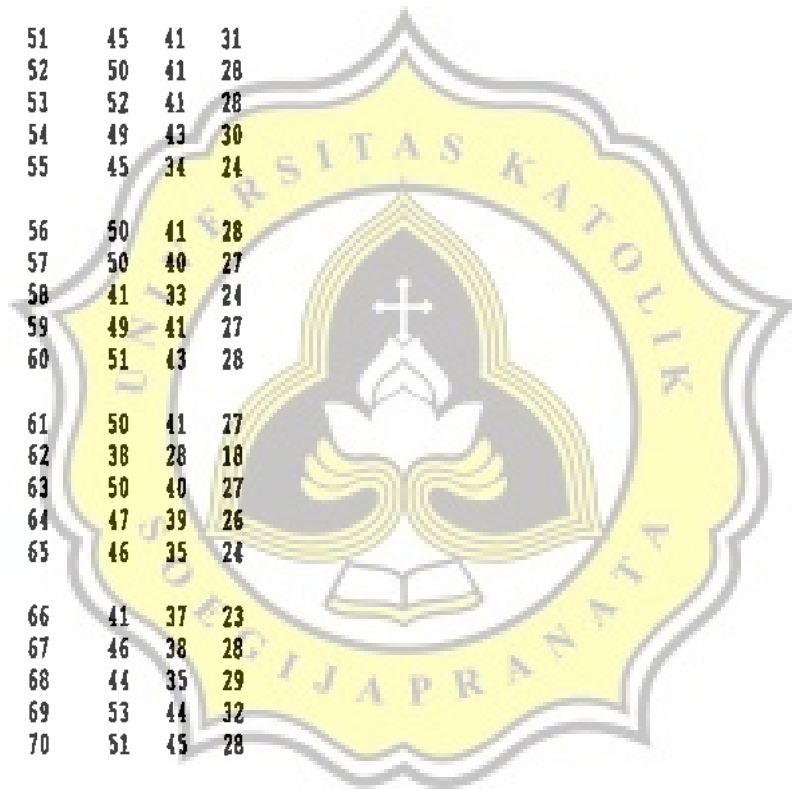 51 45 41 31
52 50 41 28
53 52 41 28
54 49 43 30
55 45 34 24
56 50 41 28
57 50 40 27
58 41 33 24
59 49 41 27
60 51 43 28
61 50 41 27
62 38 28 18
63 50 40 27
64 47 39 26
65 46 35 24
66 41 37 23
67 46 38 28
68 44 35 29
69 53 44 32
70 51 45 28
UNIVERSITAS KATOLIK
SOEGIJAPRANATA